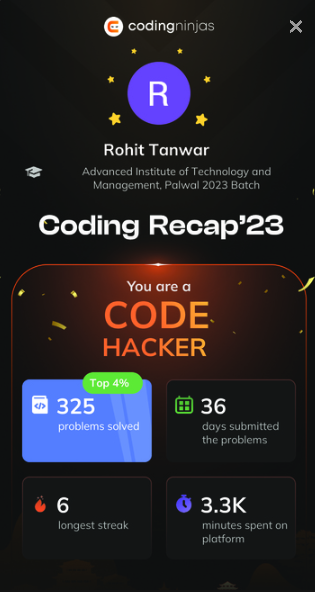 codingninjas
R
Rohit Tanwar
Advanced Institute of Technology and
Management, Palwal 2023 Batch
Coding Recap'23
You are a
CODE
HACKER
Top 4%
325
problems solved
36
days submitted
the problems
6
longest streak
3.3K
minutes spent on
platform